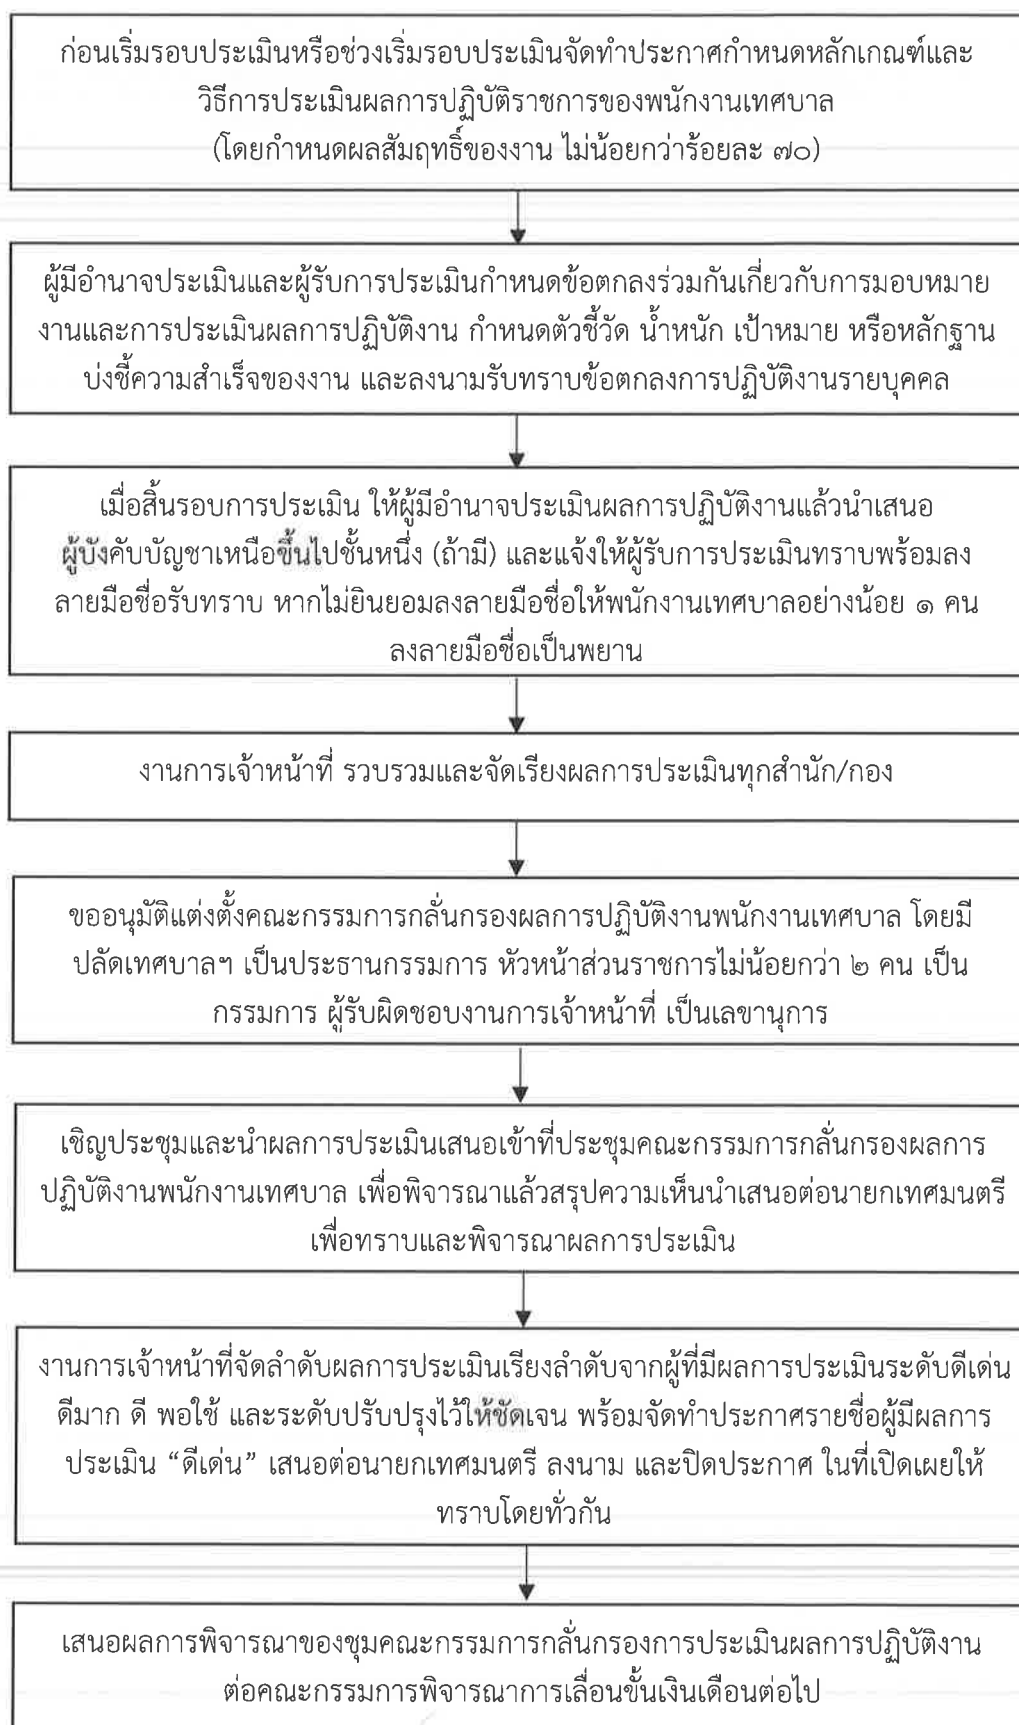 ก่อนเริ่มรอบประเมินหรือช่วงเริ่มรอบประเมินจัดทำประกาศกำหนดหลักเกณฑ์และ
วิธีการประเมินผลการปฏิบัติราชการของพนักงานเทศบาล
(โดยกำหนดผลสัมฤทธิ์ของงาน ไม่น้อยกว่าร้อยละ ๗๐)
ผู้มีอำนาจประเมินและผู้รับการประเมินกำหนดข้อตกลงร่วมกันเกี่ยวกับการมอบหมาย
งานและการประเมินผลการปฏิบัติงาน กำหนดตัวชี้วัด น้ำหนัก เป้าหมาย หรือหลักฐาน
บ่งชี้ความสำเร็จของงาน และลงนามรับทราบข้อตกลงการปฏิบัติงานรายบุคคล
เมื่อสิ้นรอบการประเมิน ให้ผู้มีอำนาจประเมินผลการปฏิบัติงานแล้วนำเสนอ
ผู้บังคับบัญชาเหนือขึ้นไปชั้นหนึ่ง (ถ้ามี) และแจ้งให้ผู้รับการประเมินทราบพร้อมลง
ลายมือชื่อรับทราบ หากไม่ยินยอมลงลายมือชื่อให้พนักงานเทศบาลอย่างน้อย ๑ คน
ลงลายมือชื่อเป็นพยาน
งานการเจ้าหน้าที่ รวบรวมและจัดเรียงผลการประเมินทุกสำนัก/กอง
ขออนุมัติแต่งตั้งคณะกรรมการกลั่นกรองผลการปฏิบัติงานพนักงานเทศบาล โดยมี
ปลัดเทศบาลฯ เป็นประธานกรรมการ หัวหน้าส่วนราชการไม่น้อยกว่า ๒ คน เป็น
กรรมการ ผู้รับผิดชอบงานการเจ้าหน้าที่ เป็นเลขานุการ
เชิญประชุมและนำผลการประเมินเสนอเข้าที่ประชุมคณะกรรมการกลั่นกรองผลการ
ปฏิบัติงานพนักงานเทศบาล เพื่อพิจารณาแล้วสรุปความเห็นนำเสนอต่อนายกเทศมนตรี
เพื่อทราบและพิจารณาผลการประเมิน
งานการเจ้าหน้าที่จัดลำดับผลการประเมินเรียงลำดับจากผู้ที่มีผลการประเมินระดับดีเด่น
ดีมาก ดี พอใช้ และระดับปรับปรุงไว้ให้ชัดเจน พร้อมจัดทำประกาศรายชื่อผู้มีผลการ
ประเมิน “ดีเด่น” เสนอต่อนายกเทศมนตรี ลงนาม และปิดประกาศ ในที่เปิดเผยให้
ทราบโดยทั่วกัน
เสนอผลการพิจารณาของชุมคณะกรรมการกลั่นกรองการประเมินผลการปฏิบัติงาน
ต่อคณะกรรมการพิจารณาการเลื่อนขั้นเงินเดือนต่อไป